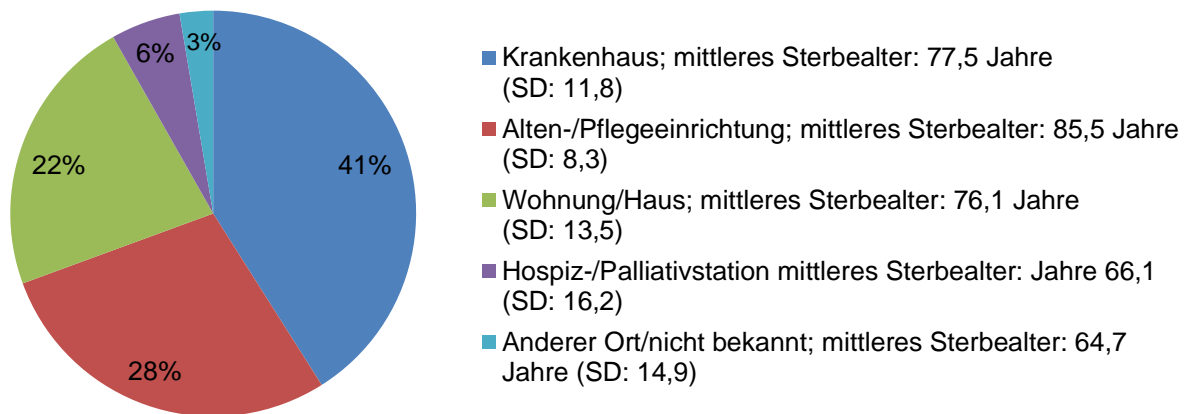 41%
28%
22%
6%
3%
Krankenhaus; mittleres Sterbealter: 77,5 Jahre
(SD: 11,8)
Alten-/Pflegeeinrichtung; mittleres Sterbealter: 85,5 Jahre
(SD: 8,3)
Wohnung/Haus; mittleres Sterbealter: 76,1 Jahre
(SD: 13,5)
Hospiz-/Palliativstation mittleres Sterbealter: Jahre 66,1
(SD: 16,2)
Anderer Ort/nicht bekannt; mittleres Sterbealter: 64,7
Jahre (SD: 14,9)